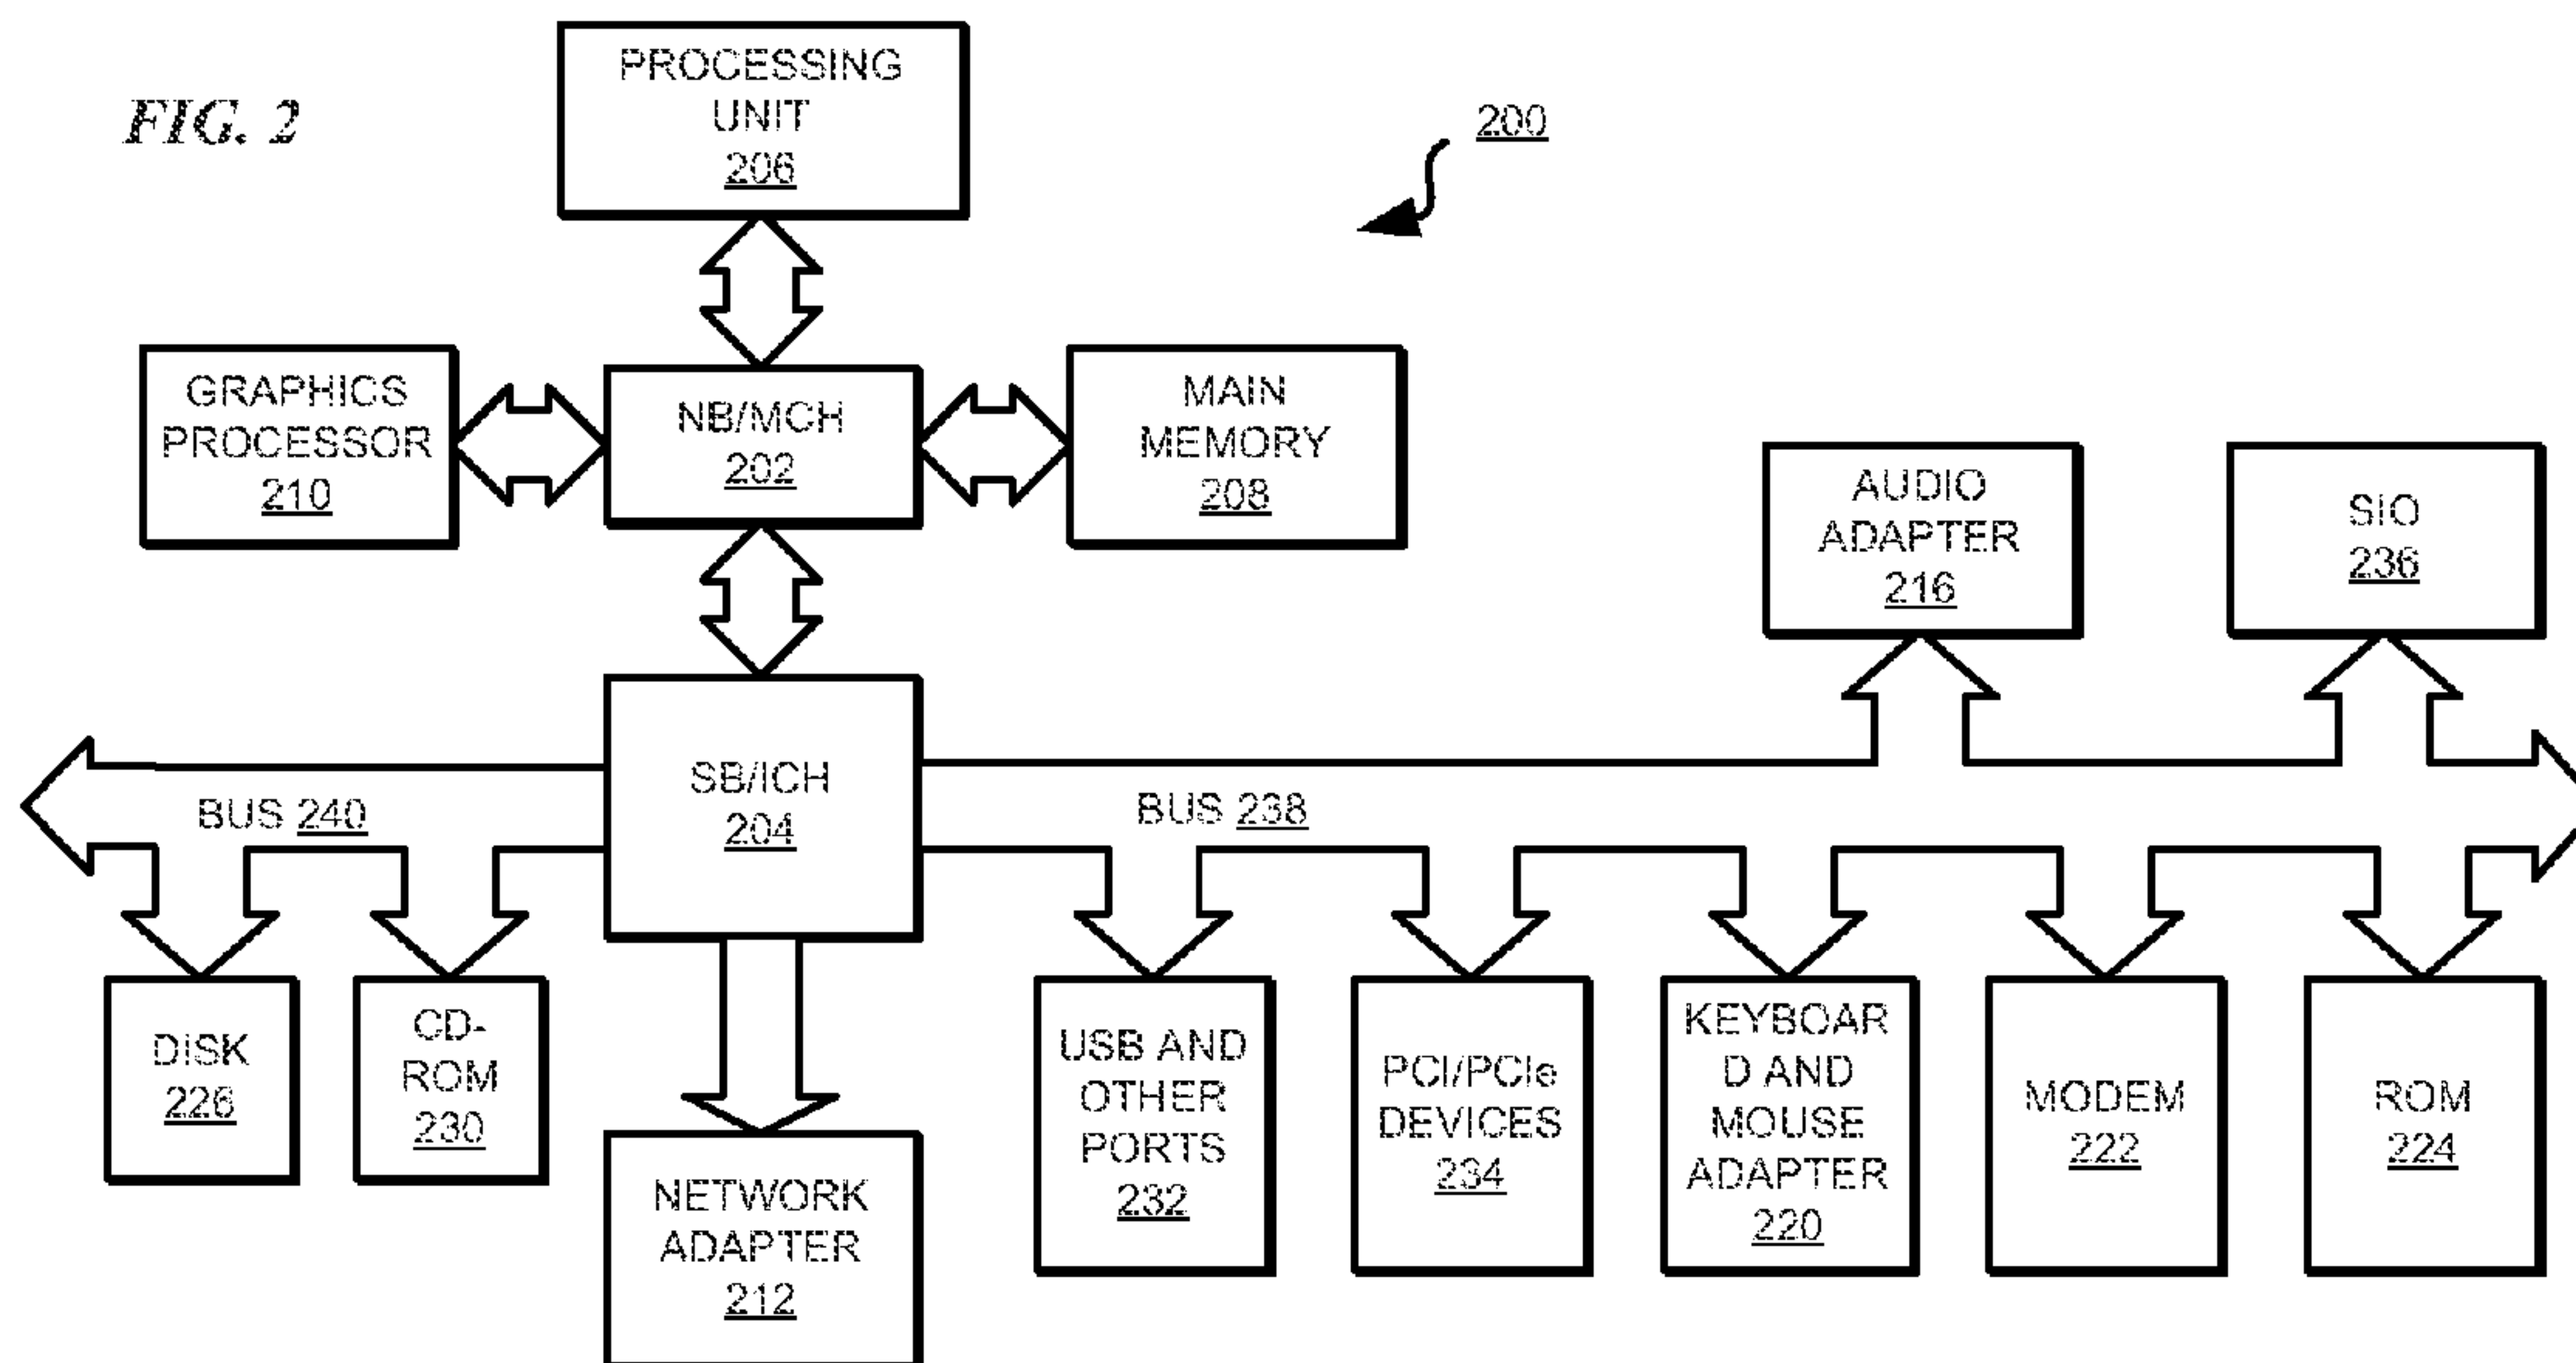 FIG. 2
PROCESSING
UNIT
206
200
GRAPHICS
PROCESSOR
210
NB/MCH
202
MAIN
MEMORY
208
AUDIO
ADAPTER
216
SIO
236
SB/ICH
204
BUS 240
BUS 238
DISK
226
CD-
ROM
230
NETWORK
ADAPTER
212
USB AND
OTHER
PORTS
232
PCI/PCIe
DEVICES
234
KEYBOAR
D AND
MOUSE
ADAPTER
220
MODEM
222
ROM
224